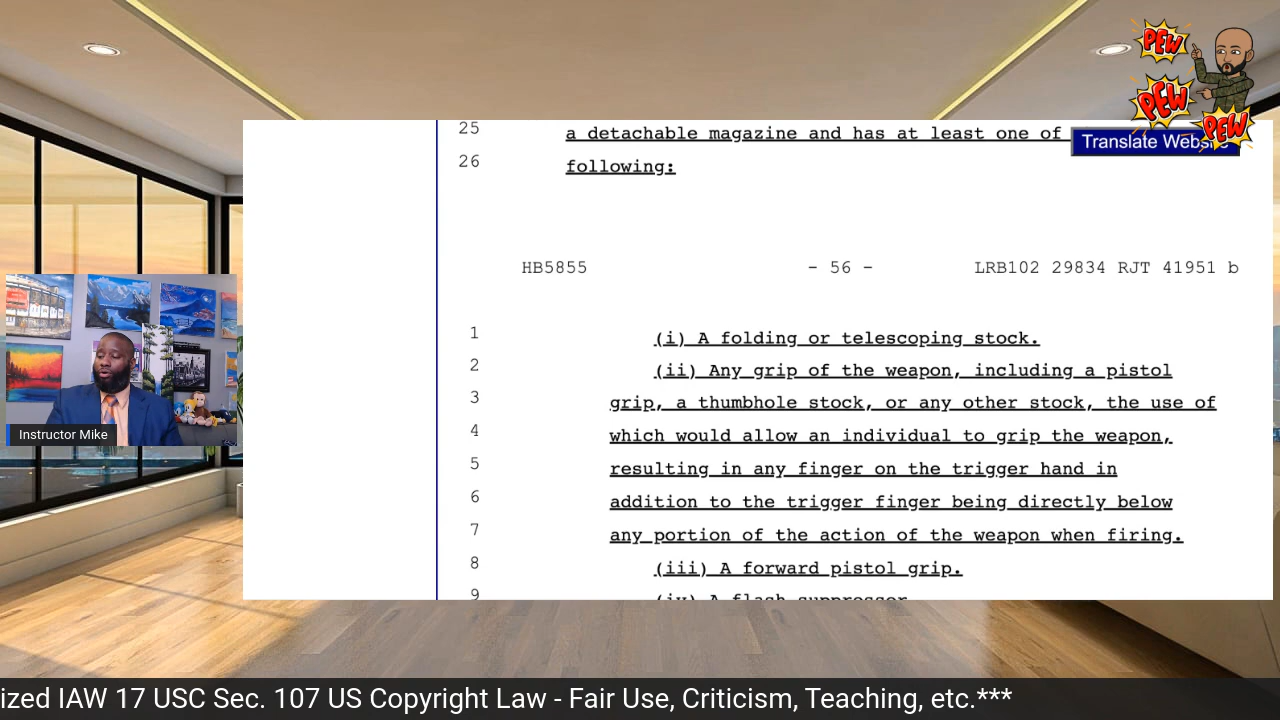 PEW
PEW
PEW
25 a detachable magazine and has at least one of
Translate Website
26 following:
HB5855 - 56 - LRB102 29834 RJT 41951 b
1 (i) A folding or telescoping stock.
2 (ii) Any grip of the weapon, including a pistol
3 grip, a thumbhole stock, or any other stock, the use of
4 which would allow an individual to grip the weapon,
5 resulting in any finger on the trigger hand in
6 addition to the trigger finger being directly below
7 any portion of the action of the weapon when firing.
8 (iii) A forward pistol grip.
9 (iv) A flash suppressor
Instructor Mike
ized IAW 17 USC Sec. 107 US Copyright Law - Fair Use, Criticism, Teaching, etc.***